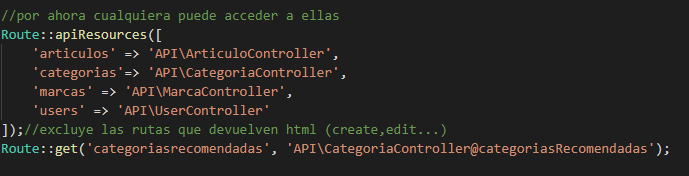 //por ahora cualquiera puede acceder a ellas
Route::apiResources([
    'articulos' => 'API\ArticuloController',
    'categorias'=> 'API\CategoriaController',
    'marcas' => 'API\MarcaController',
    'users' => 'API\UserController'
]);//excluye las rutas que devuelven html (create,edit...)
Route::get('categoriasrecomendadas', 'API\CategoriaController@categoriasRecomendadas');